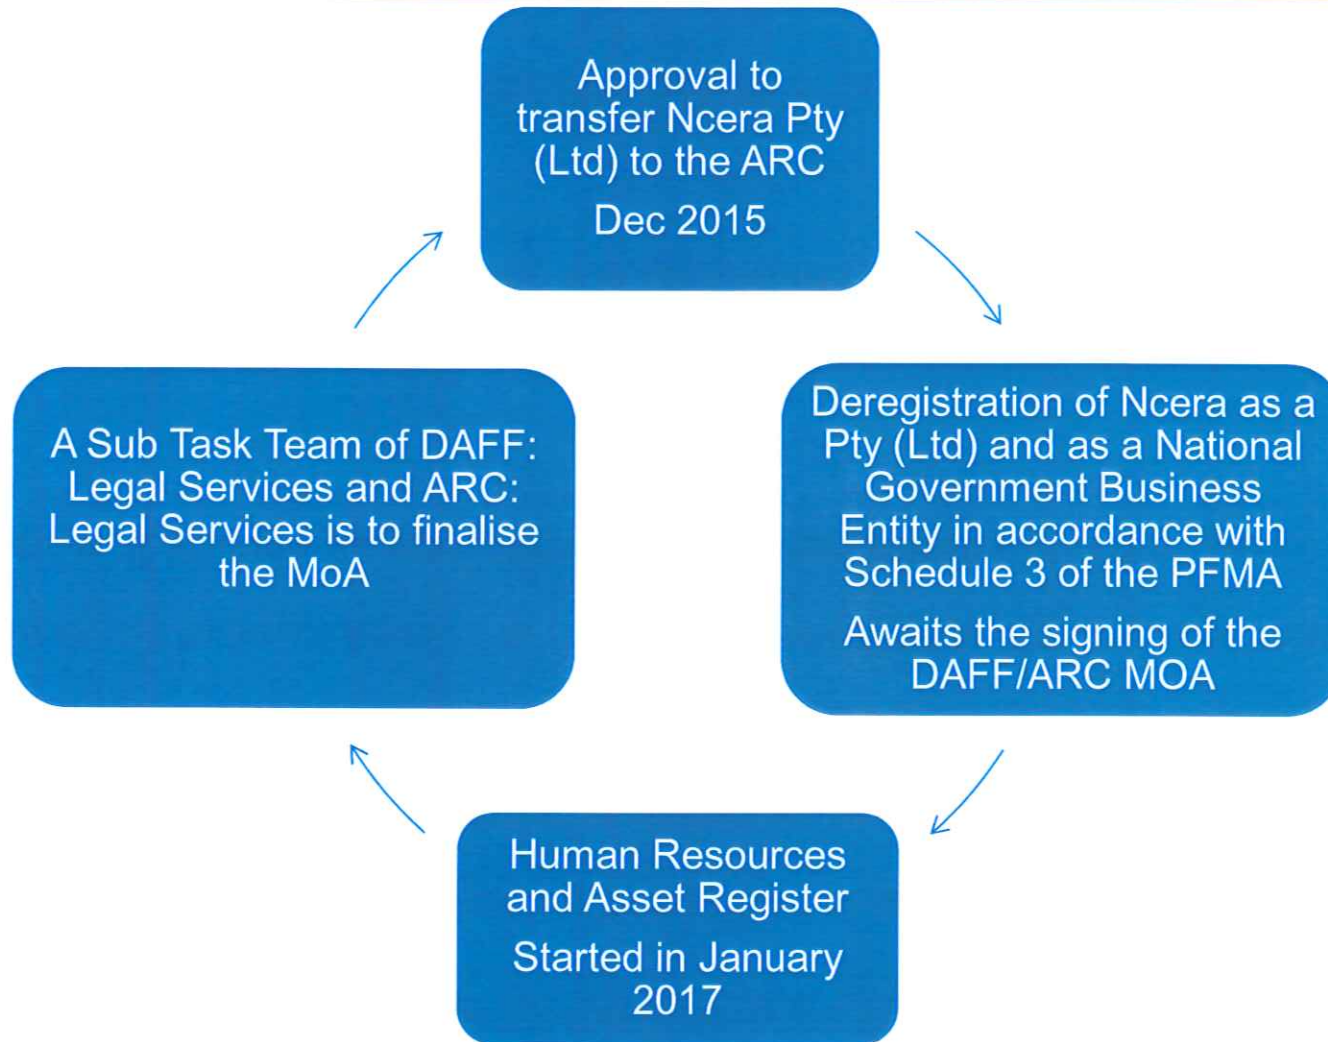 Approval to
transfer Ncera Pty
(Ltd) to the ARC
Dec 2015
Deregistration of Ncera as a
Pty (Ltd) and as a National
Government Business
Entity in accordance with
Schedule 3 of the PFMA
Awaits the signing of the
DAFF/ARC MOA
Human Resources
and Asset Register
Started in January
2017
A Sub Task Team of DAFF:
Legal Services and ARC:
Legal Services is to finalise
the MoA